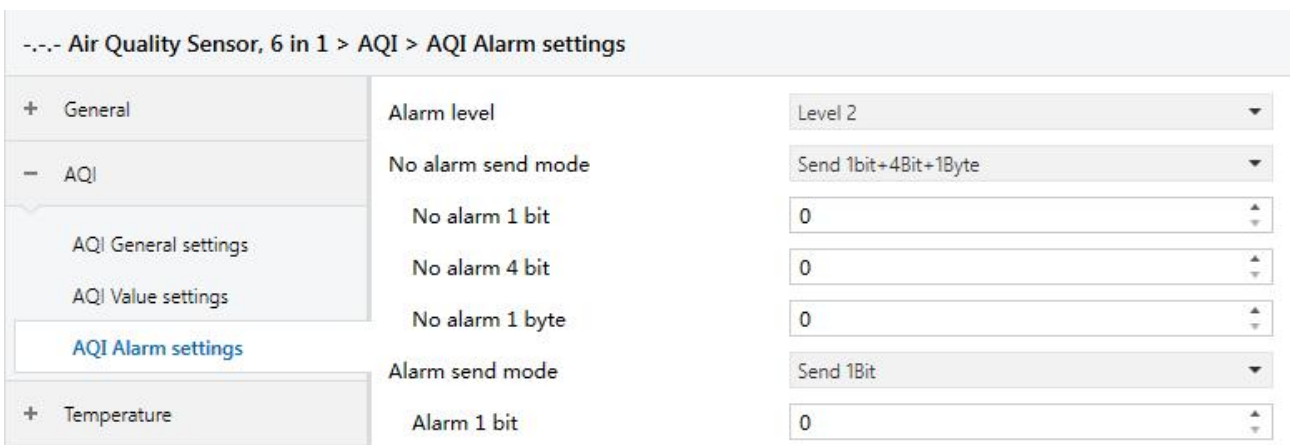 -.-.- Air Quality Sensor, 6 in 1 > AQI > AQI Alarm settings
+ General
− AQI
AQI General settings
AQI Value settings
AQI Alarm settings
+ Temperature
Alarm level Level 2
No alarm send mode Send 1bit+4Bit+1Byte
No alarm 1 bit 0
No alarm 4 bit 0
No alarm 1 byte 0
Alarm send mode Send 1Bit
Alarm 1 bit 0